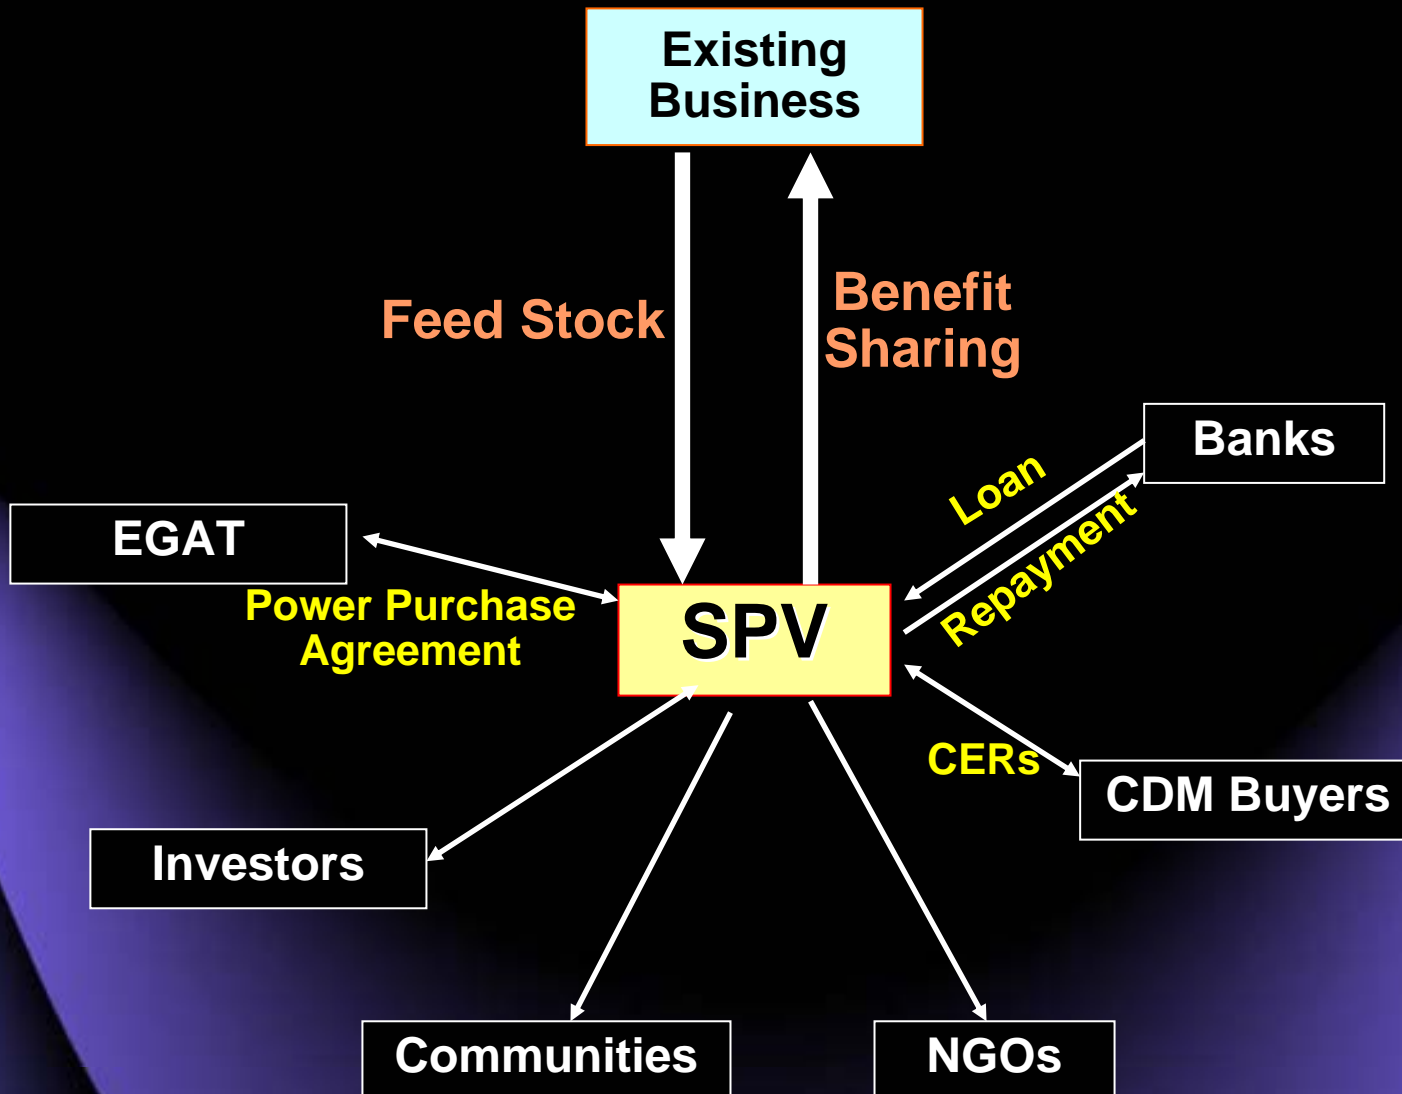 Existing
Business
Feed Stock
Benefit
Sharing
Banks
Loan
Repayment
EGAT
Power Purchase
Agreement
SPV
CERs
CDM Buyers
Investors
Communities
NGOs